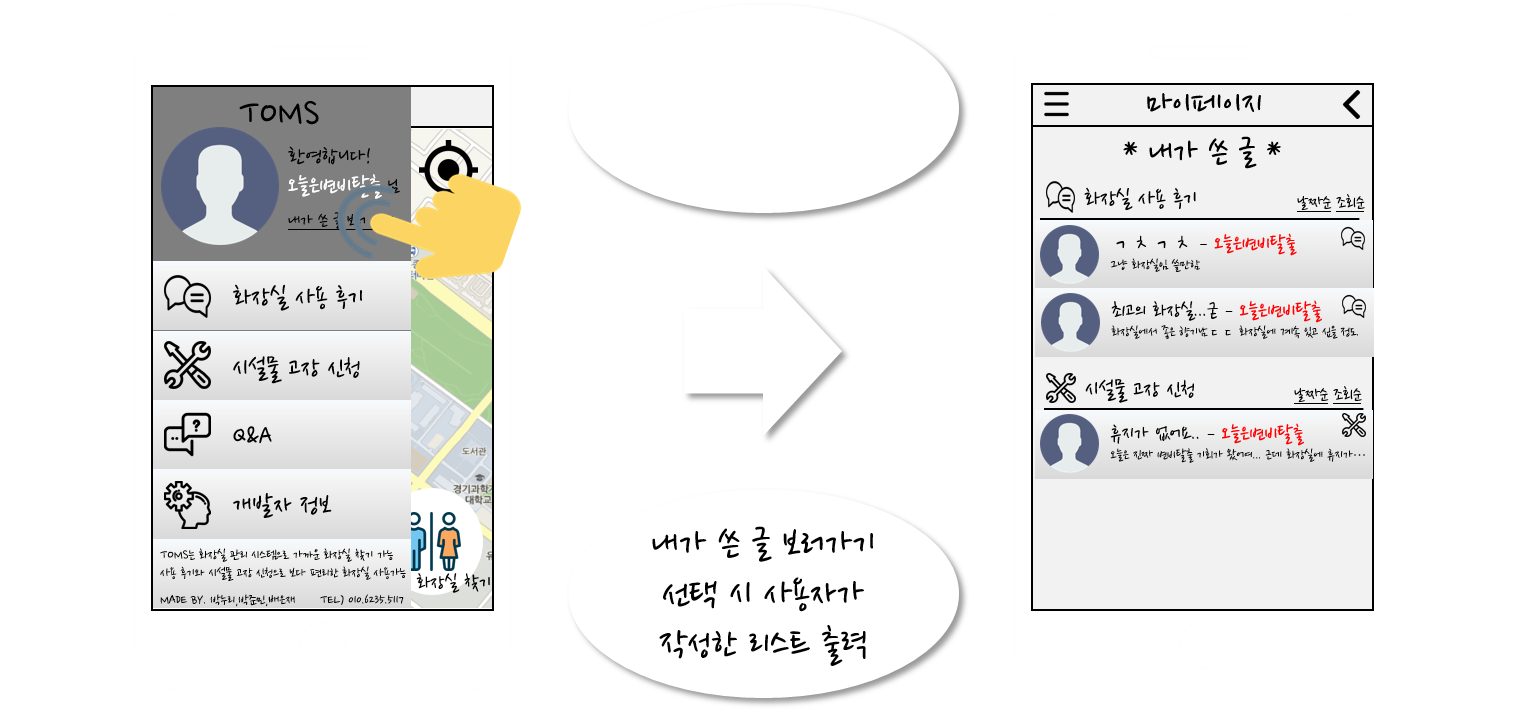 TOMS
환영합니다!
오늘은변비탄출 님
내가 쓴 글 보러
화장실 사용 후기
시설물 고장 신청
Q&A
개발자 정보
TOMS는 화장실 관리 시스템으로 가까운 화장실 찾기 가능
사용 후기와 시설물 고장 신청으로 보다 편리한 화장실 사용가능
MADE BY. 박누리,박준민,배은재 TEL) 010.6235.5117
도서관
경기과학기
대학교
화장실 찾기
내가 쓴 글 보러가기
선택 시 사용자가
작성한 리스트 출력
마이페이지
* 내가 쓴 글 *
화장실 사용 후기
날짜순 조회순
ㄱ ㅊ ㄱ ㅊ - 오늘은변비탈출
그냥 화장실임 쓸만함
최고의 화장실...굳 - 오늘은변비탈출
화장실에서 좋은 향기남 ㄷ ㄷ 화장실에 계속 있고 싶을 정도.
시설물 고장 신청
날짜순 조회순
휴지가 없어요.. - 오늘은변비탈출
오늘은 진짜 변비탈출 기회가 왔어여... 근데 화장실에 휴지가...